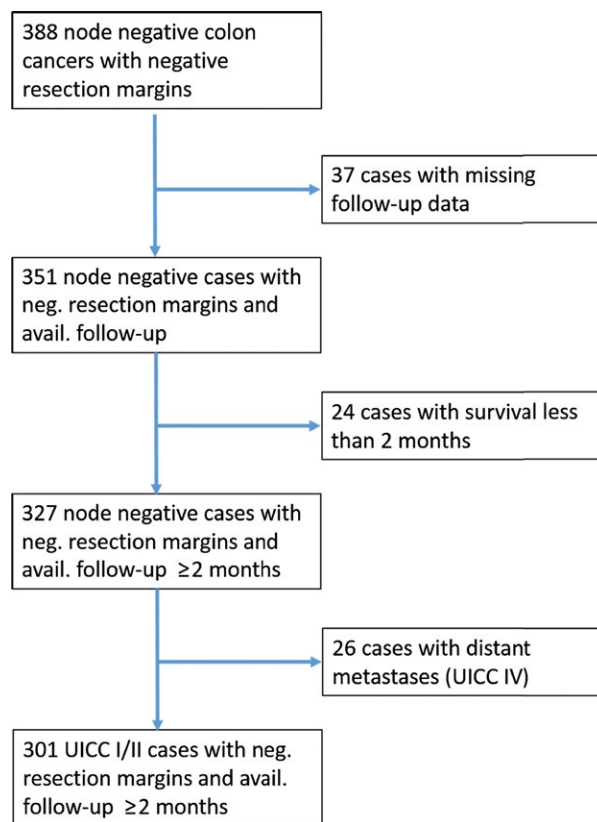 388 node negative colon
cancers with negative
resection margins
37 cases with missing
follow-up data
351 node negative cases with
neg. resection margins and
avail. follow-up
24 cases with survival less
than 2 months
327 node negative cases with
neg. resection margins and
avail. follow-up ≥2 months
26 cases with distant
metastases (UICC IV)
301 UICC I/II cases with neg.
resection margins and avail.
follow-up ≥2 months